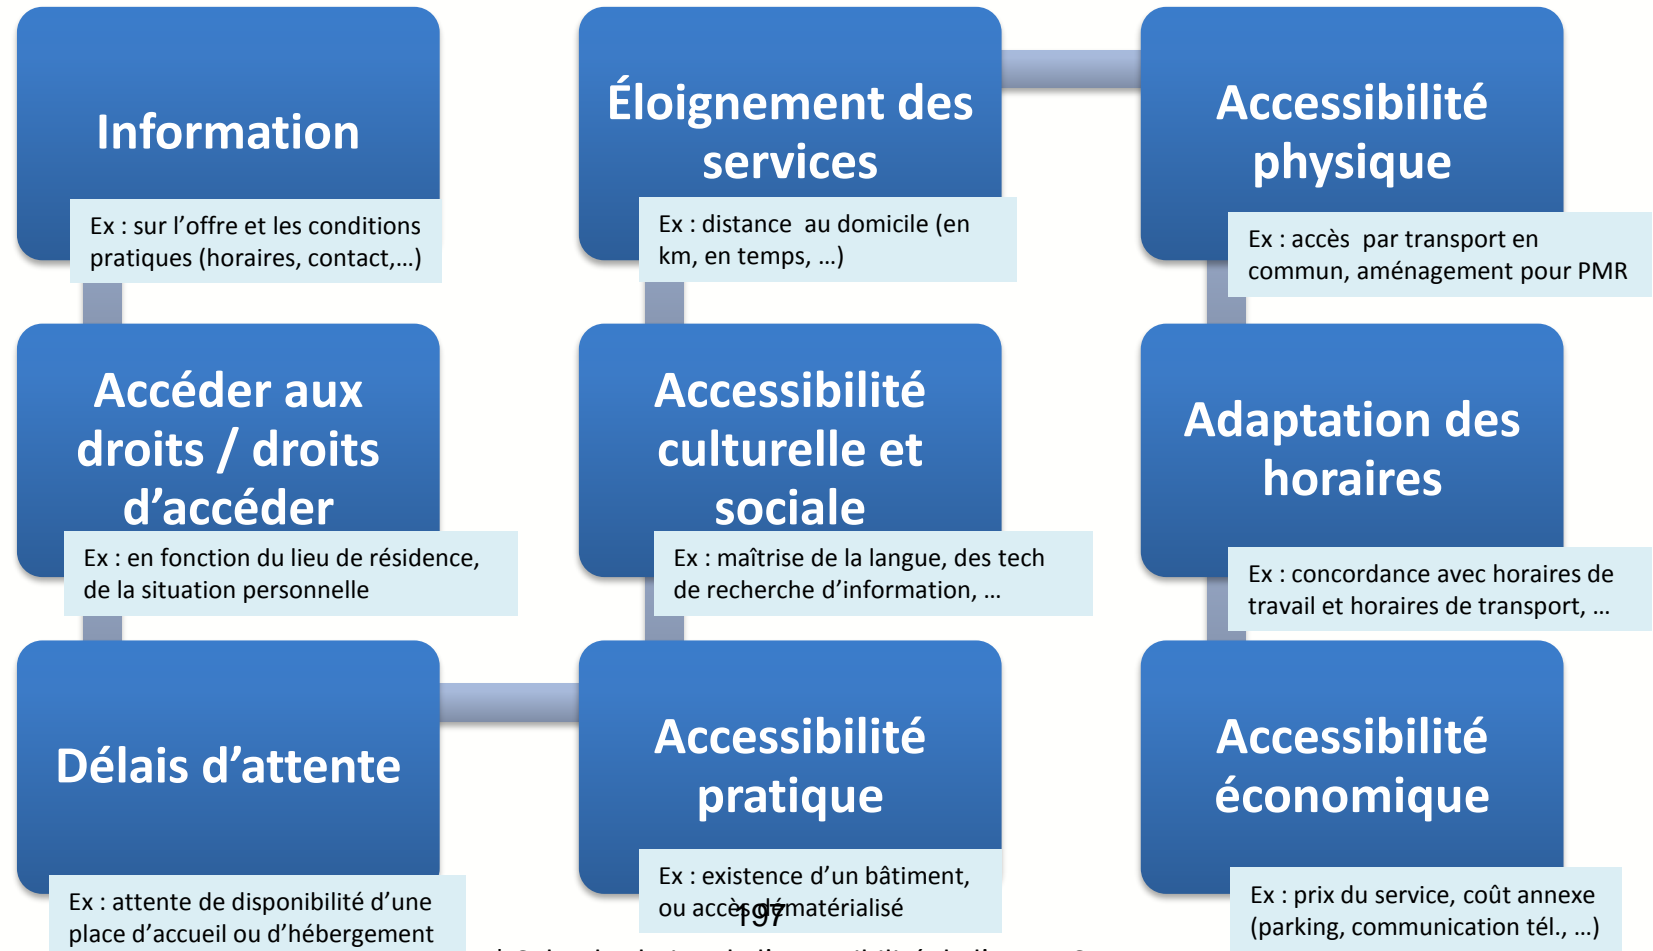 Information
Ex : sur l’offre et les conditions
pratiques (horaires, contact,…)
Accéder aux
droits / droits
d’accéder
Ex : en fonction du lieu de résidence,
de la situation personnelle
Délais d’attente
Ex : attente de disponibilité d’une
place d’accueil ou d’hébergement
Accessibilité
pratique
Ex : existence d’un bâtiment,
ou accès dématérialisé
197
Accessibilité
culturelle et
sociale
Ex : maîtrise de la langue, des tech
de recherche d’information, …
Éloignement des
services
Ex : distance au domicile (en
km, en temps, …)
Accessibilité
physique
Ex : accès par transport en
commun, aménagement pour PMR
Adaptation des
horaires
Ex : concordance avec horaires de
travail et horaires de transport, …
Accessibilité
économique
Ex : prix du service, coût annexe
(parking, communication tél., …)